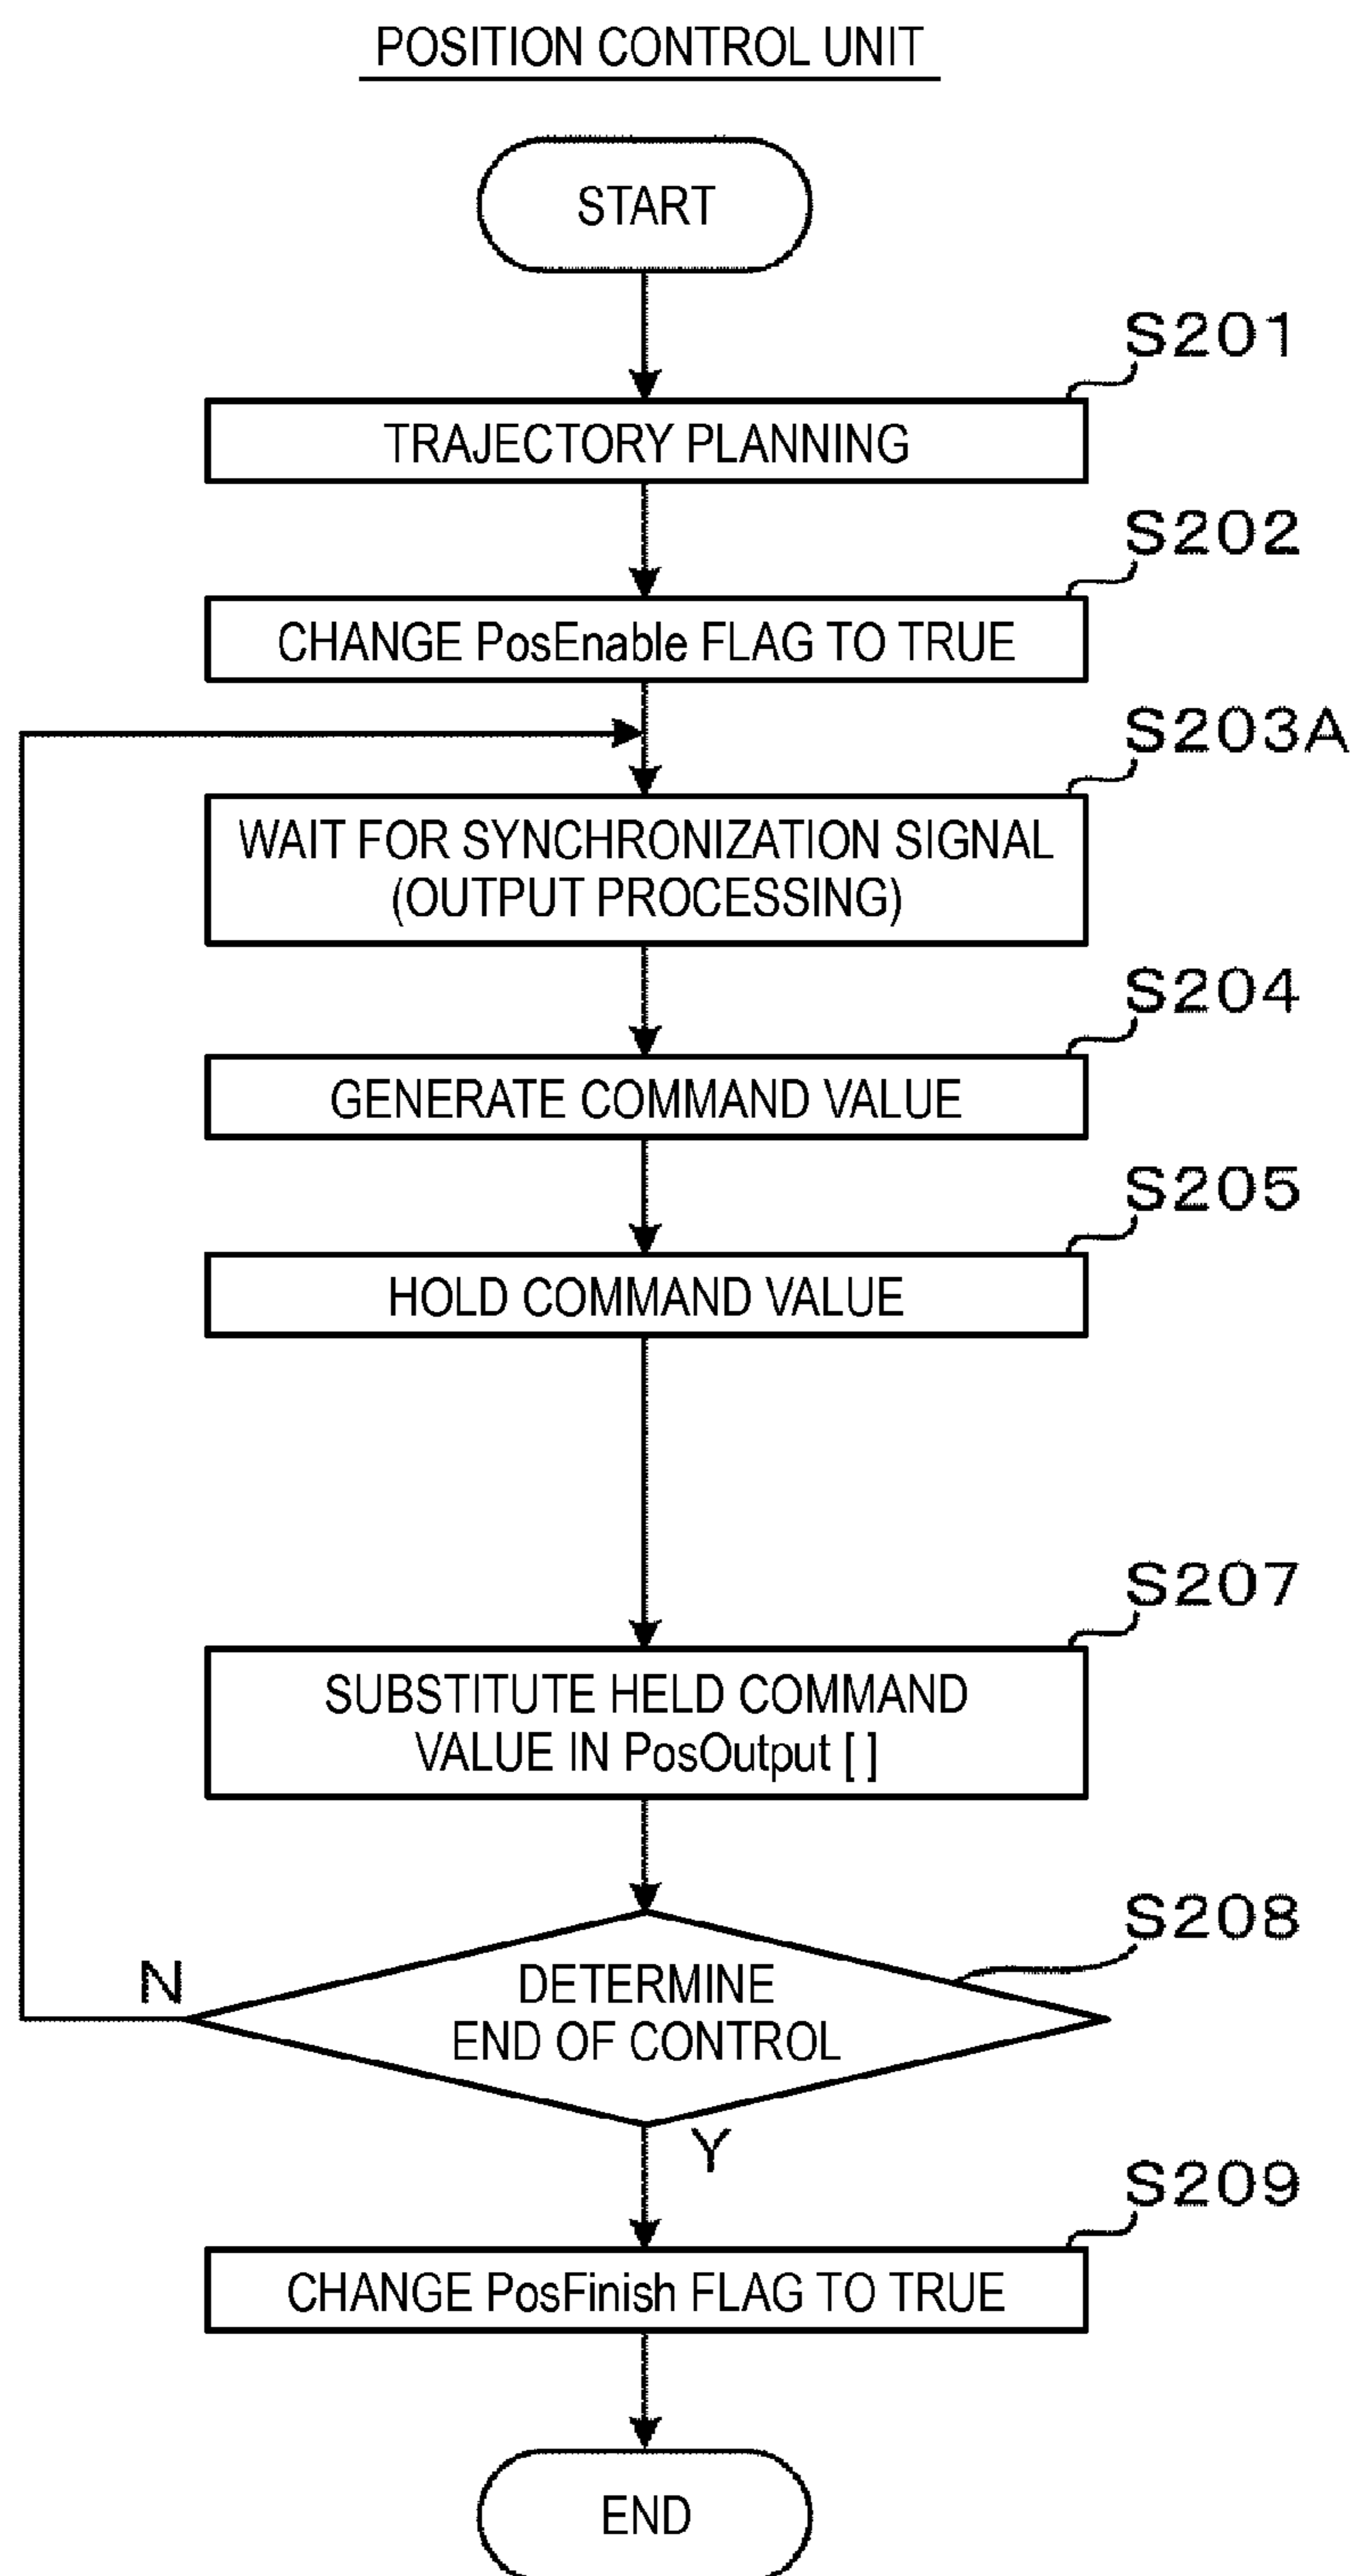 POSITION CONTROL UNIT
START
S201
TRAJECTORY PLANNING
S202
CHANGE PosEnable FLAG TO TRUE
S203A
WAIT FOR SYNCHRONIZATION SIGNAL
(OUTPUT PROCESSING)
S204
GENERATE COMMAND VALUE
S205
HOLD COMMAND VALUE
S207
SUBSTITUTE HELD COMMAND
VALUE IN PosOutput [ ]
S208
N
DETERMINE
END OF CONTROL
Y
S209
CHANGE PosFinish FLAG TO TRUE
END